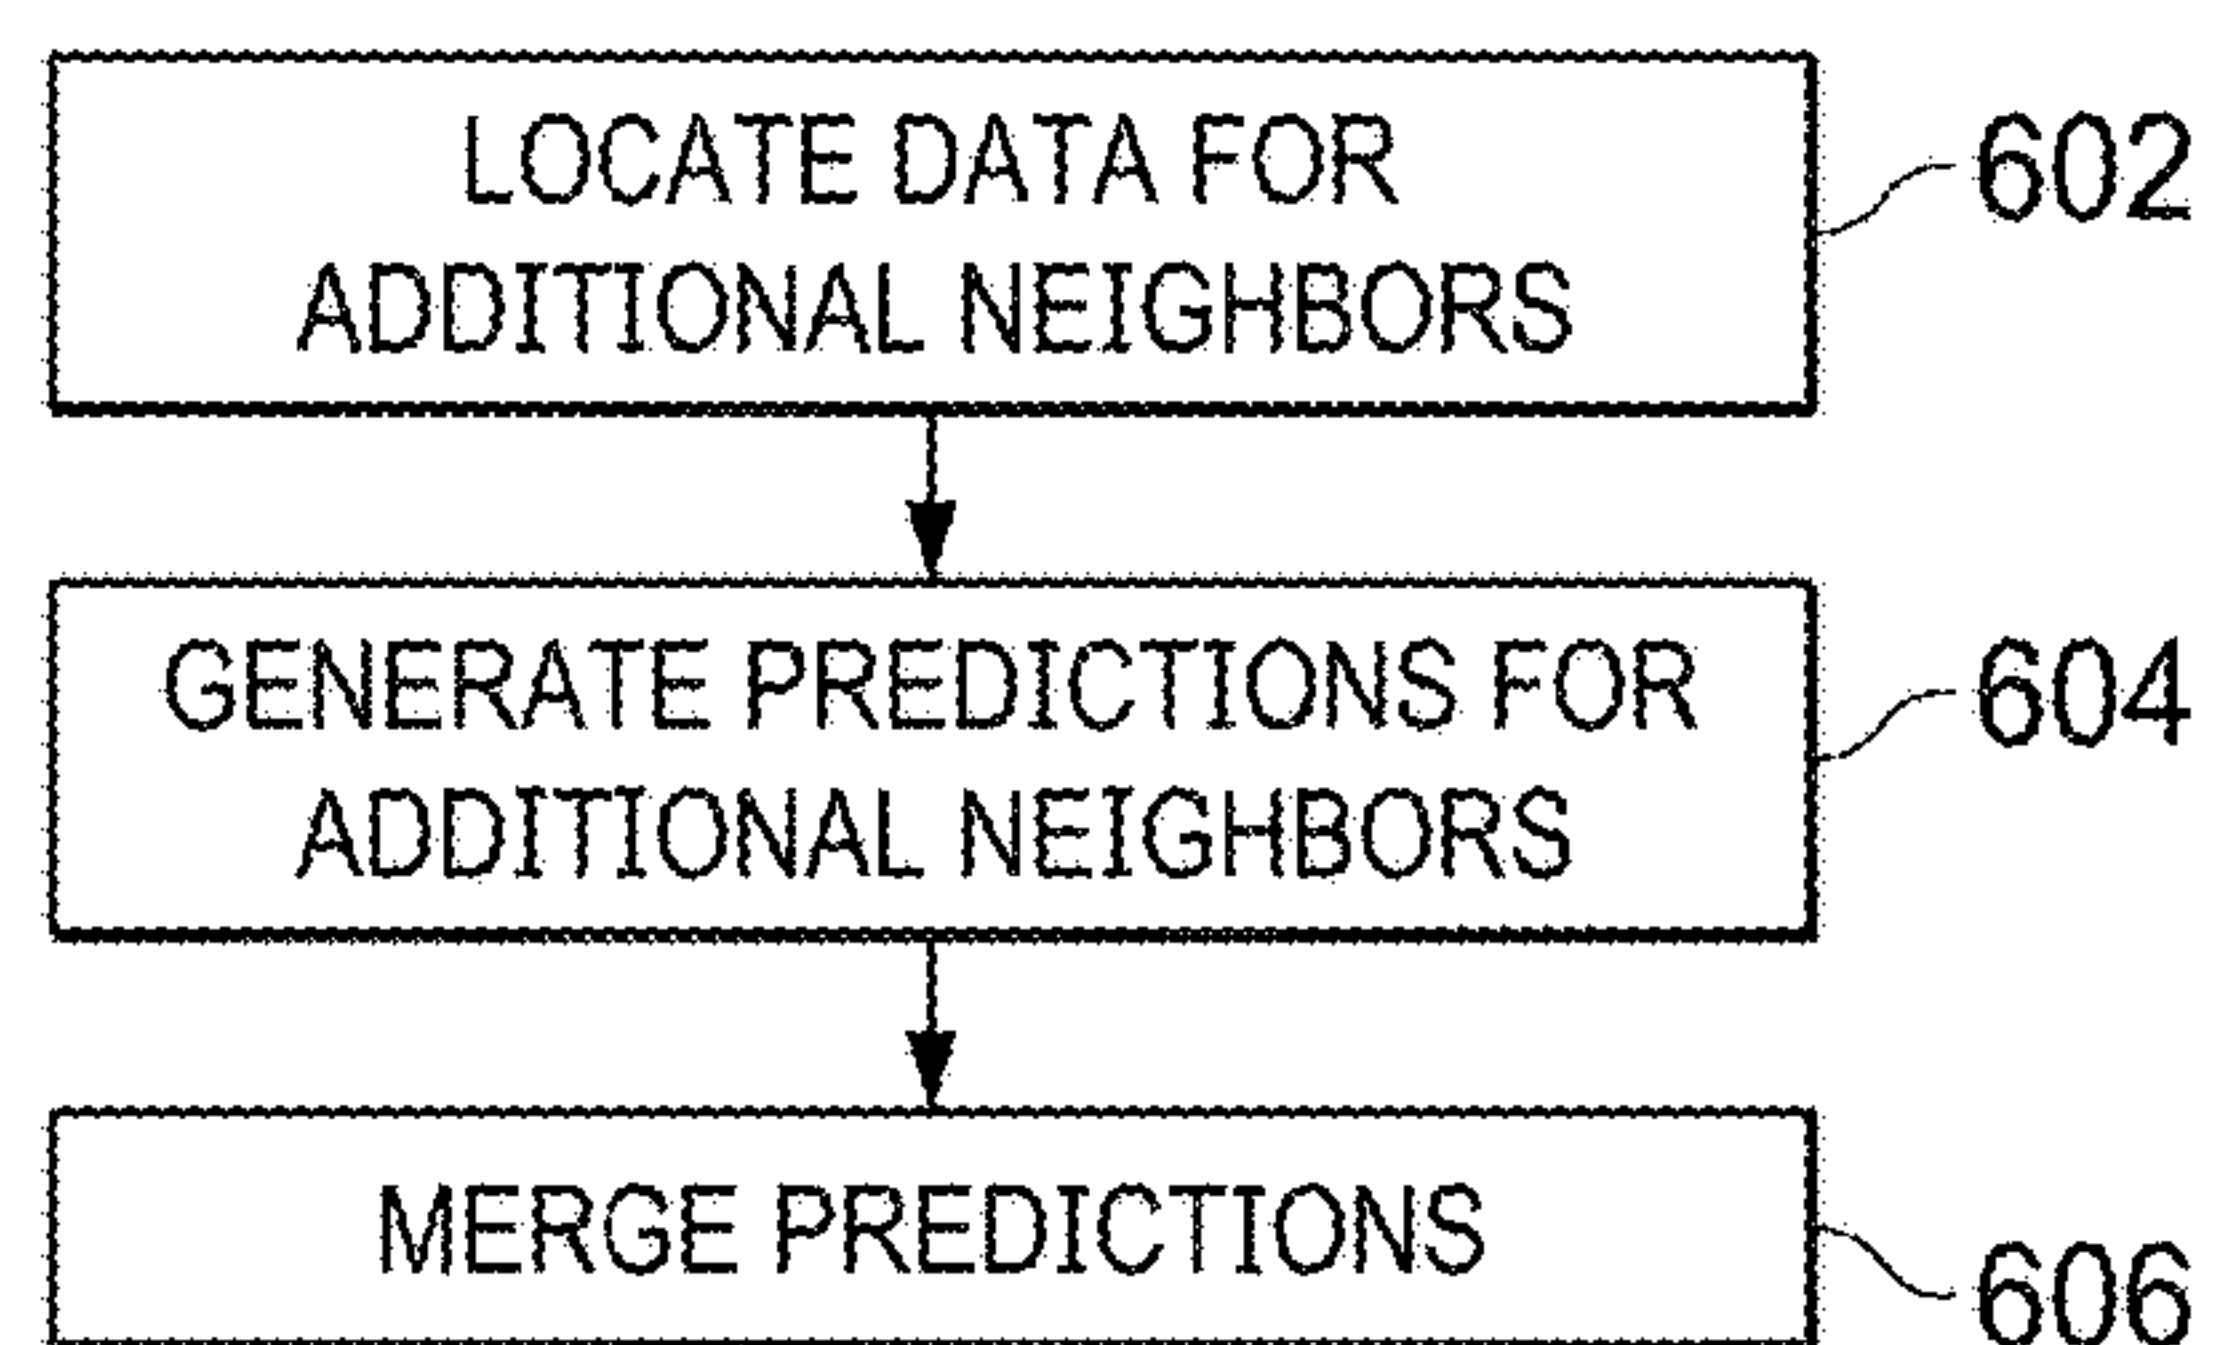 LOCATE DATA FOR
ADDITIONAL NEIGHBORS
602
GENERATE PREDICTIONS FOR
ADDITIONAL NEIGHBORS
604
MERGE PREDICTIONS
606